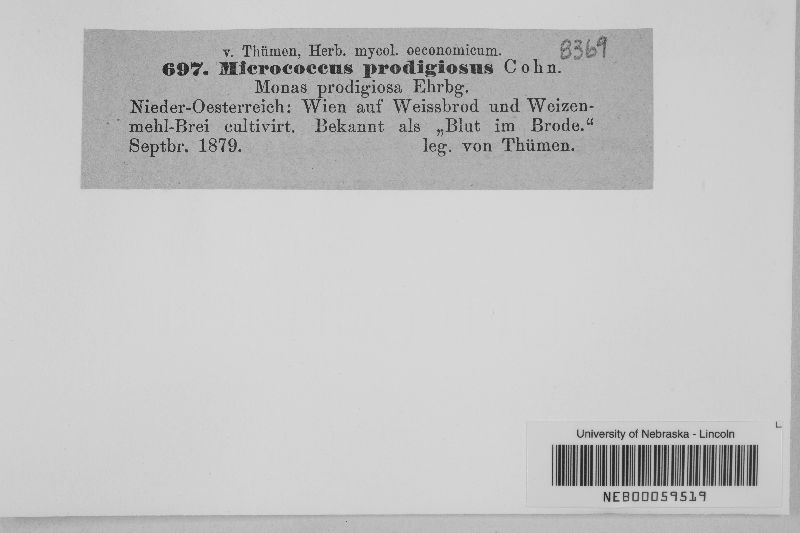 v. Thümen, Herb. mycol. oeconomicum.
8369
697. Micrococcus prodigiosus Cohn.
Monas prodigiosa Ehrbg.
Nieder-Oesterreich: Wien auf Weissbrod und Weizen-
mehl-Brei cultivirt. Bekannt als „Blut im Brode.“
Septbr. 1879. leg. von Thümen.
University of Nebraska - Lincoln
NEB00059519